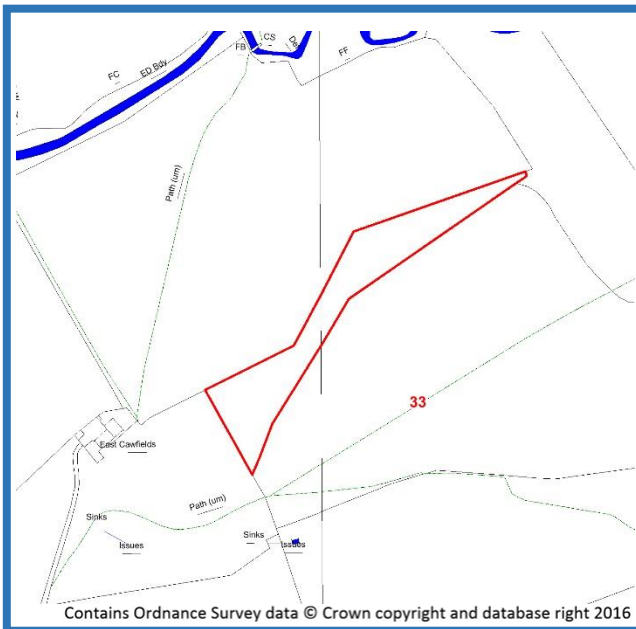 CS
FB
Des
FF
FC
ED Bdy
Path (um)
33
East Cawfields
Path (um)
Sinks
Sinks
Issues
Issues
Contains Ordnance Survey data © Crown copyright and database right 2016